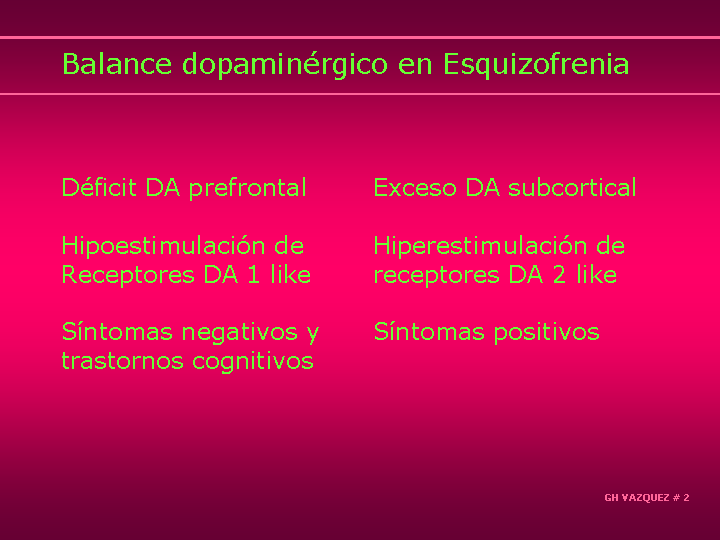 Balance dopaminérgico en Esquizofrenia
Déficit DA prefrontal
Hipoestimulación de
Receptores DA 1 like
Síntomas negativos y
trastornos cognitivos
Exceso DA subcortical
Hiperestimulación de
receptores DA 2 like
Síntomas positivos
GH VAZQUEZ # 2